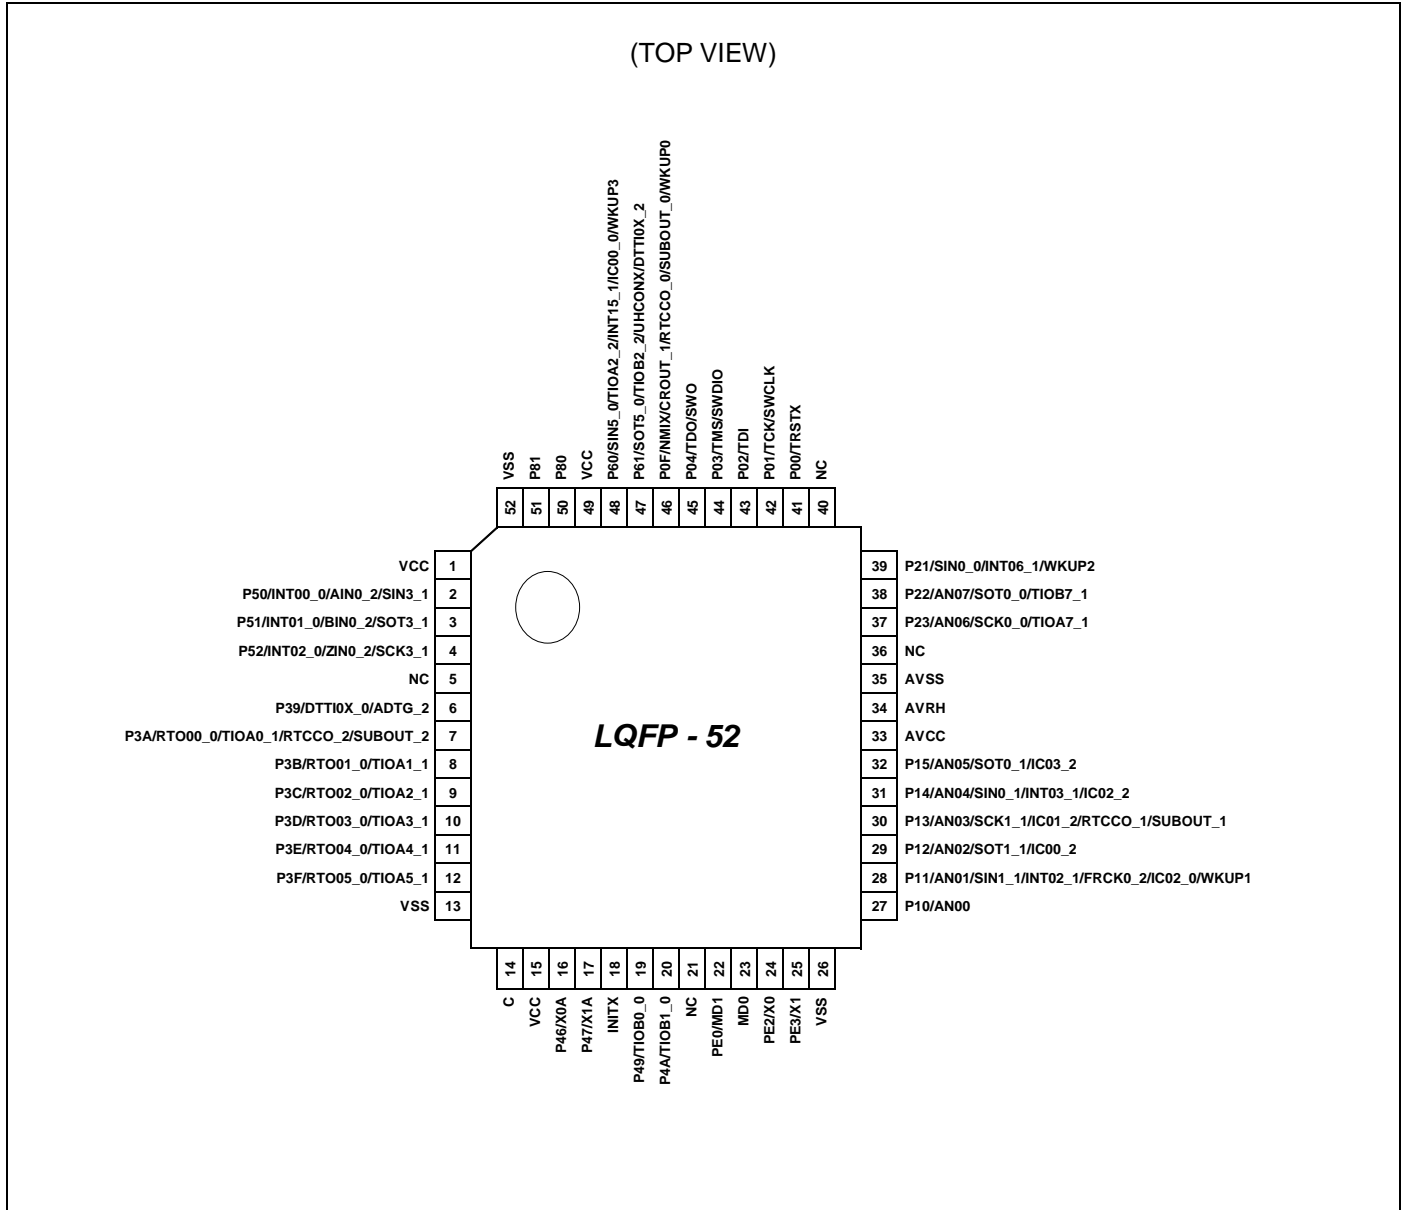 (TOP VIEW)
VSS
P81
P80
VCC
P60/SIN5_0/TIOA2_2/INT15_1/IC00_0/WKUP3
P61/SOT5_0/TIOB2_2/UHCONX/DTTI0X_2
P0F/NMIX/CROUT_1/RTCCO_0/SUBOUT_0/WKUP0
P04/TDO/SWO
P03/TMS/SWDIO
P02/TDI
P01/TCK/SWCLK
P00/TRSTX
NC
52 51 50 49 48 47 46 45 44 43 42 41 40
VCC 1
P50/INT00_0/AIN0_2/SIN3_1 2
P51/INT01_0/BIN0_2/SOT3_1 3
P52/INT02_0/ZIN0_2/SCK3_1 4
NC 5
P39/DTTI0X_0/ADTG_2 6
P3A/RTO00_0/TIOA0_1/RTCCO_2/SUBOUT_2 7
P3B/RTO01_0/TIOA1_1 8
P3C/RTO02_0/TIOA2_1 9
P3D/RTO03_0/TIOA3_1 10
P3E/RTO04_0/TIOA4_1 11
P3F/RTO05_0/TIOA5_1 12
VSS 13
LQFP - 52
39 P21/SIN0_0/INT06_1/WKUP2
38 P22/AN07/SOT0_0/TIOB7_1
37 P23/AN06/SCK0_0/TIOA7_1
36 NC
35 AVSS
34 AVRH
33 AVCC
32 P15/AN05/SOT0_1/IC03_2
31 P14/AN04/SIN0_1/INT03_1/IC02_2
30 P13/AN03/SCK1_1/IC01_2/RTCCO_1/SUBOUT_1
29 P12/AN02/SOT1_1/IC00_2
28 P11/AN01/SIN1_1/INT02_1/FRCK0_2/IC02_0/WKUP1
27 P10/AN00
14 15 16 17 18 19 20 21 22 23 24 25 26
C
VCC
P46/X0A
P47/X1A
INITX
P49/TIOB0_0
P4A/TIOB1_0
NC
PE0/MD1
MD0
PE2/X0
PE3/X1
VSS